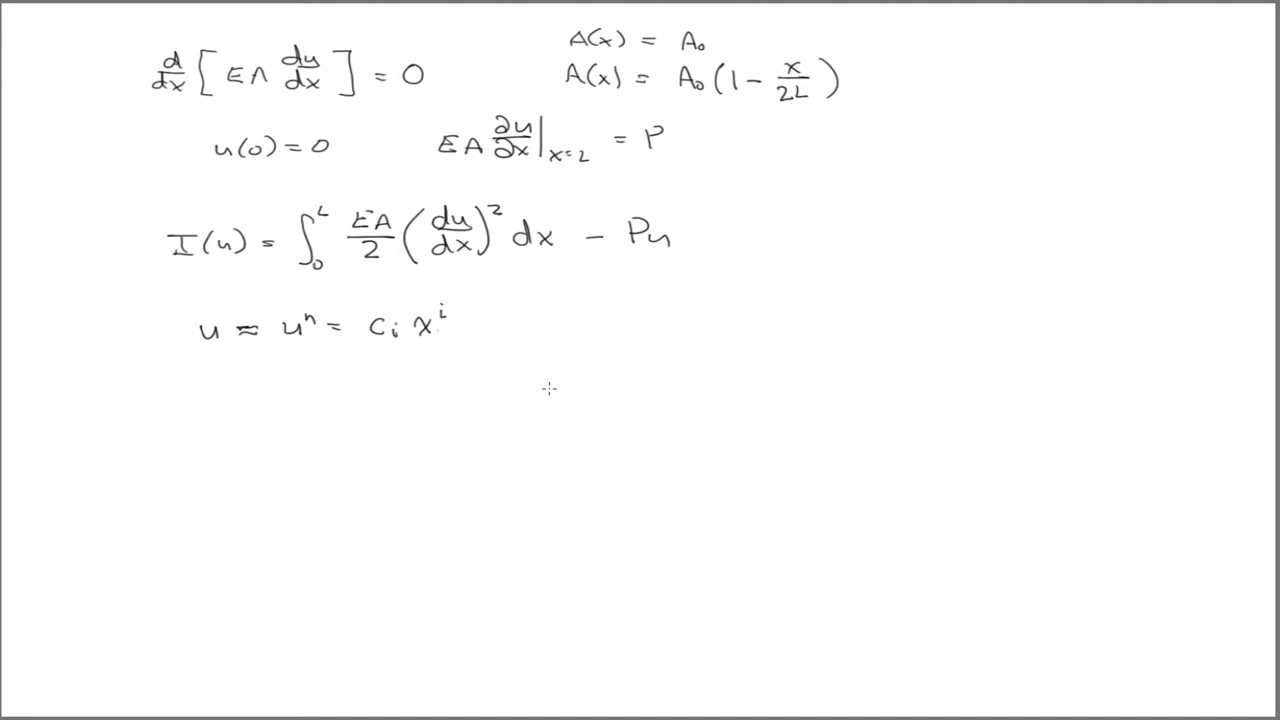 A(x) = A₀
d/dx [ EA du/dx ] = 0
A(x) = A₀ (1 - x/2L)
u(0) = 0
EA ∂u/∂x |ₓ₌L = P
I(u) = ∫₀ᴸ EA/2 (du/dx)² dx - Pu
u ≈ uⁿ = cᵢ xⁱ